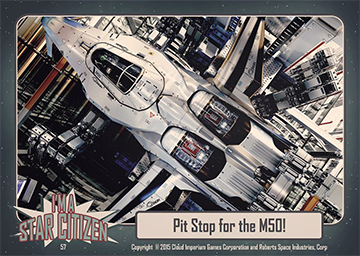 I'M A
STAR CITIZEN
57
Pit Stop for the M50!
Copyright © 2015 Cloud Imperium Games Corporation and Roberts Space Industries, Corp